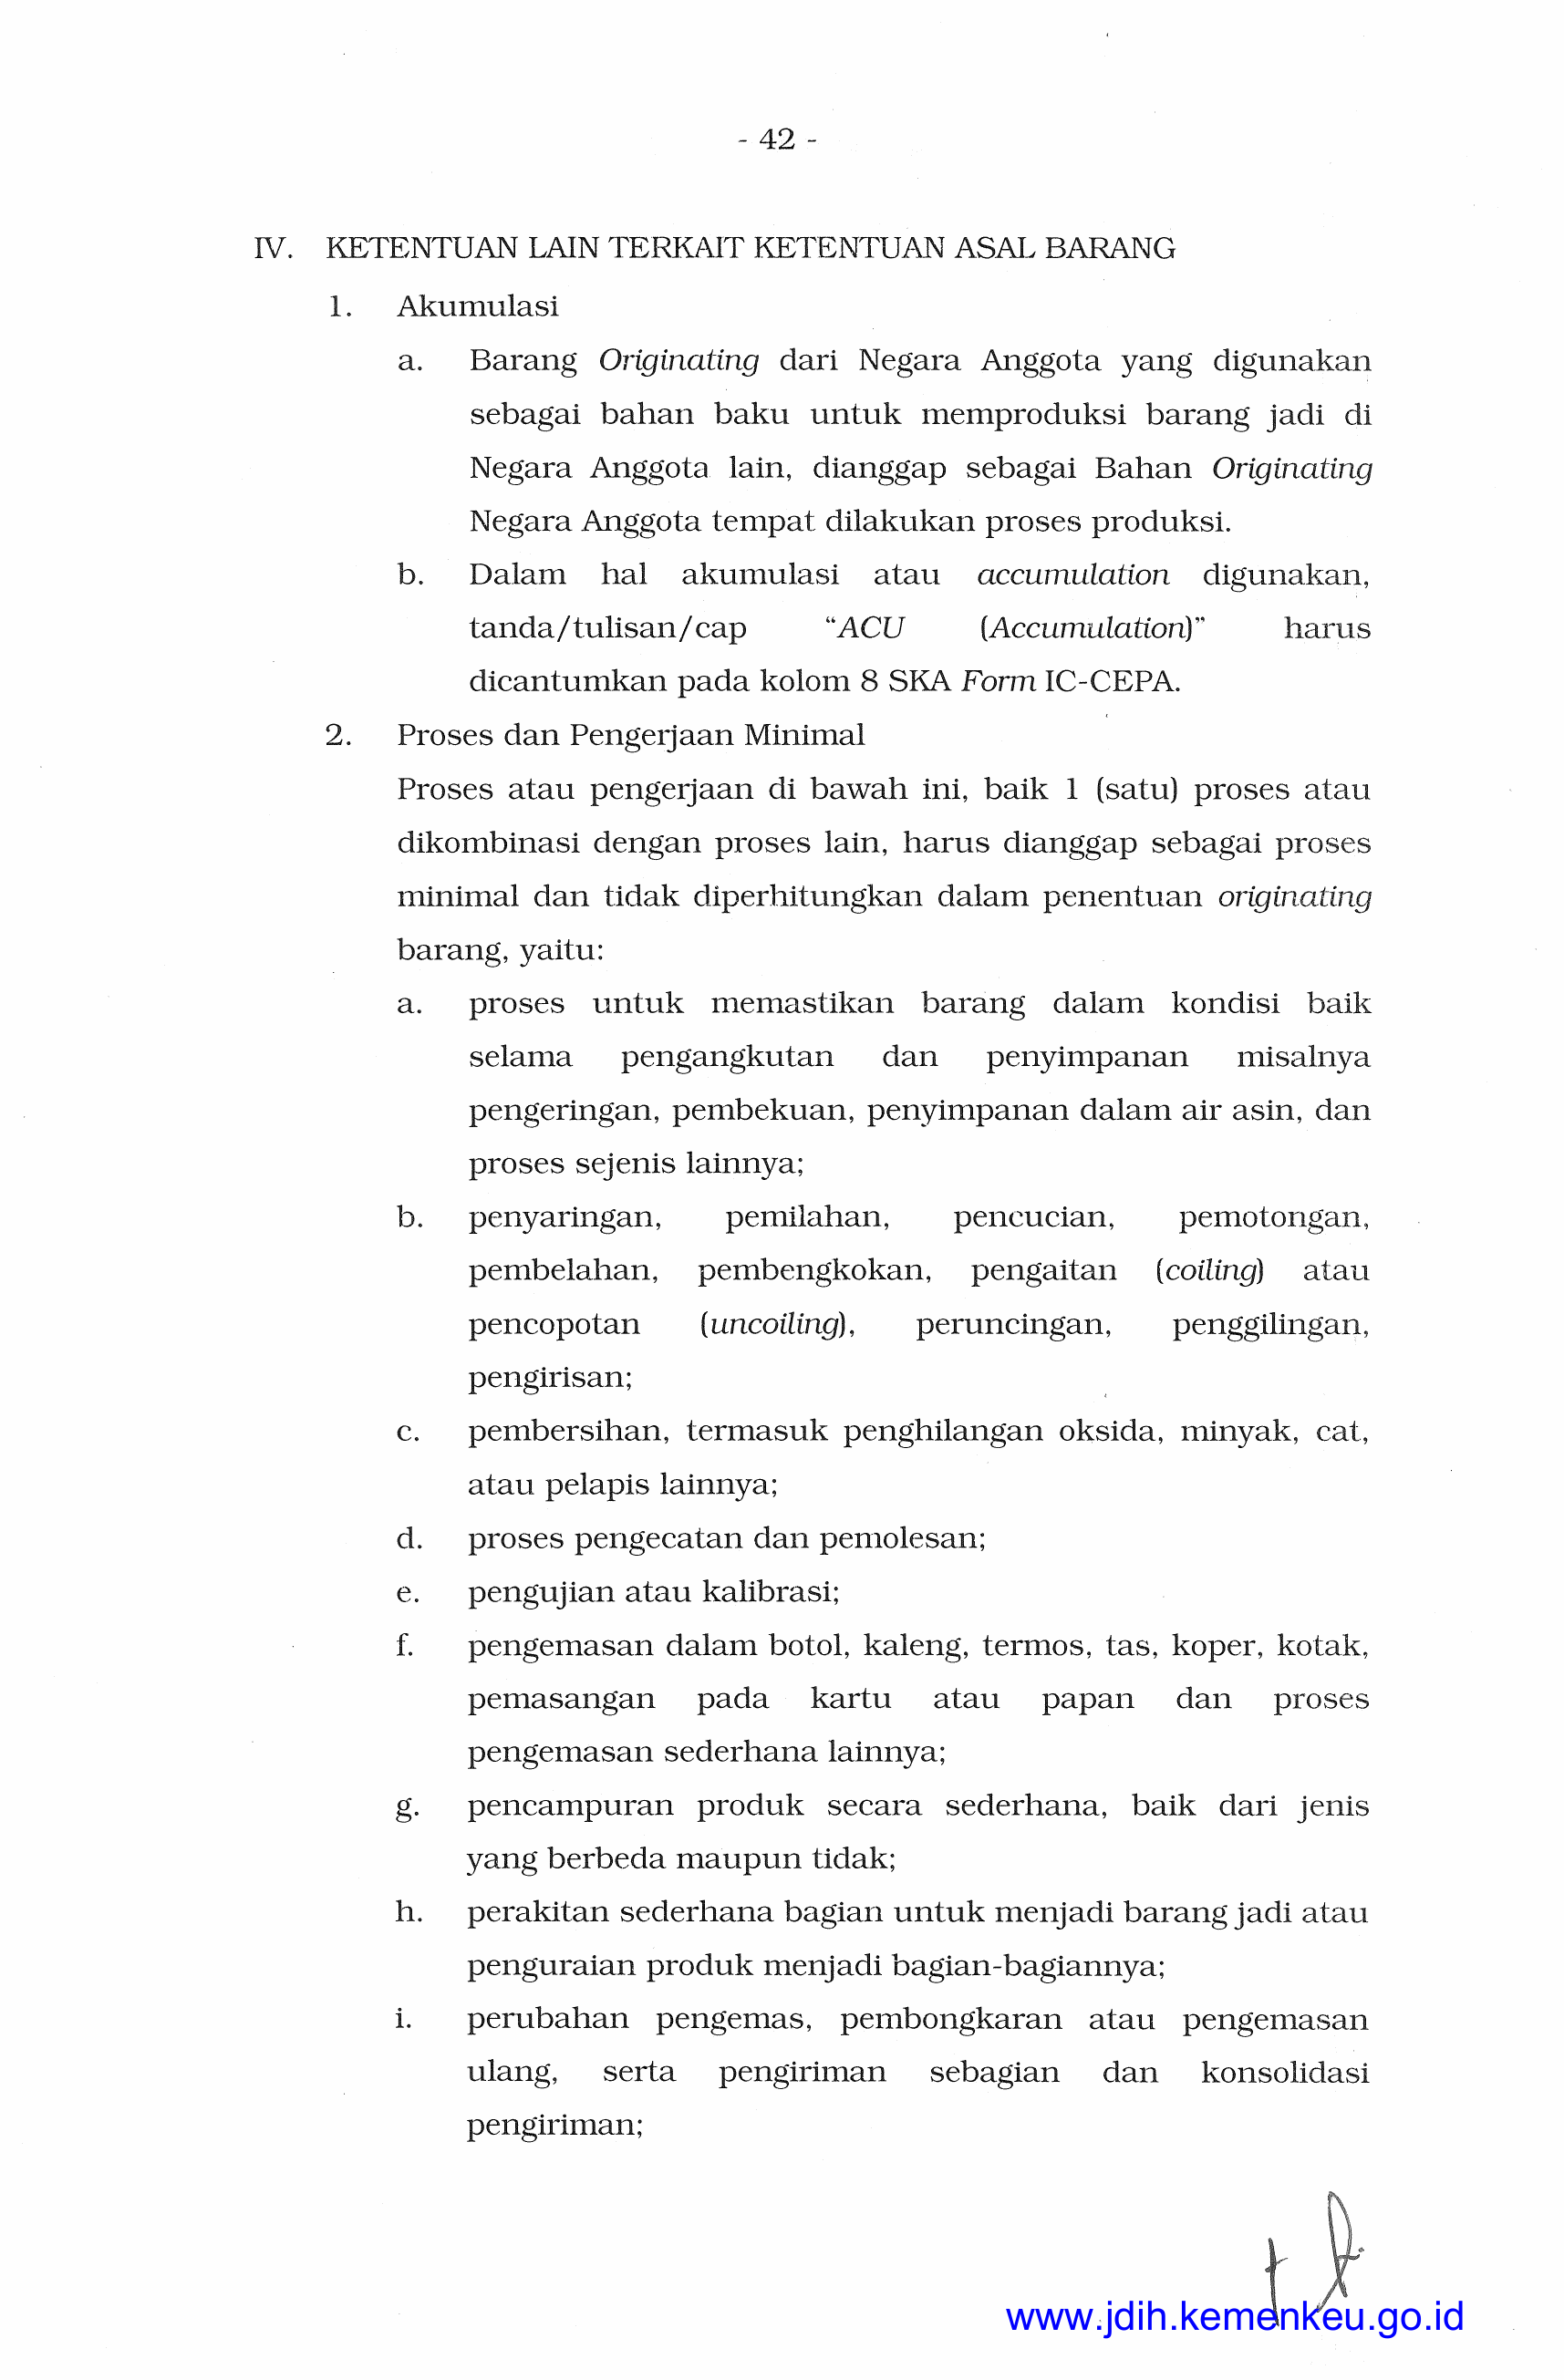 - 42 -
IV. KETENTUAN LAIN TERKAIT KETENTUAN ASAL BARANG
1. Akumulasi
a. Barang Originating dari Negara Anggota yang digunakan
sebagai bahan baku untuk memproduksi barang jadi di
Negara Anggota lain, dianggap sebagai Bahan Originating
Negara Anggota tempat dilakukan proses produksi.
b. Dalam hal akumulasi atau accumulation digunakan,
tanda/tulisan/cap “ACU (Accumulation)” harus
dicantumkan pada kolom 8 SKA Form IC-CEPA.
2. Proses dan Pengerjaan Minimal
Proses atau pengerjaan di bawah ini, baik 1 (satu) proses atau
dikombinasi dengan proses lain, harus dianggap sebagai proses
minimal dan tidak diperhitungkan dalam penentuan originating
barang, yaitu:
a. proses untuk memastikan barang dalam kondisi baik
selama pengangkutan dan penyimpanan misalnya
pengeringan, pembekuan, penyimpanan dalam air asin, dan
proses sejenis lainnya;
b. penyaringan, pemilahan, pencucian, pemotongan,
pembelahan, pembengkokan, pengaitan (coiling) atau
pencopotan (uncoiling), peruncingan, penggilingan,
pengirisan;
c. pembersihan, termasuk penghilangan oksida, minyak, cat,
atau pelapis lainnya;
d. proses pengecatan dan pemolesan;
e. pengujian atau kalibrasi;
f. pengemasan dalam botol, kaleng, termos, tas, koper, kotak,
pemasangan pada kartu atau papan dan proses
pengemasan sederhana lainnya;
g. pencampuran produk secara sederhana, baik dari jenis
yang berbeda maupun tidak;
h. perakitan sederhana bagian untuk menjadi barang jadi atau
penguraian produk menjadi bagian-bagiannya;
i. perubahan pengemas, pembongkaran atau pengemasan
ulang, serta pengiriman sebagian dan konsolidasi
pengiriman;
www.jdih.kemenkeu.go.id